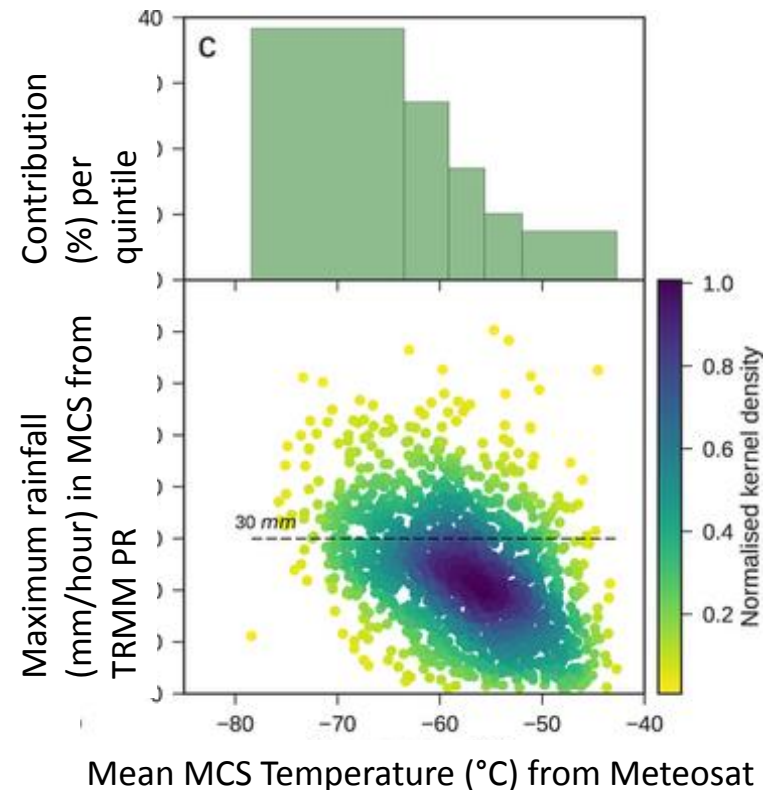 40
c
Contribution
(%) per
quintile
1.0
0.8
0.6
0.4
0.2
Normalised kernel density
Maximum rainfall
(mm/hour) in MCS from
TRMM PR
30 mm
−80 −70 −60 −50 −40
Mean MCS Temperature (°C) from Meteosat